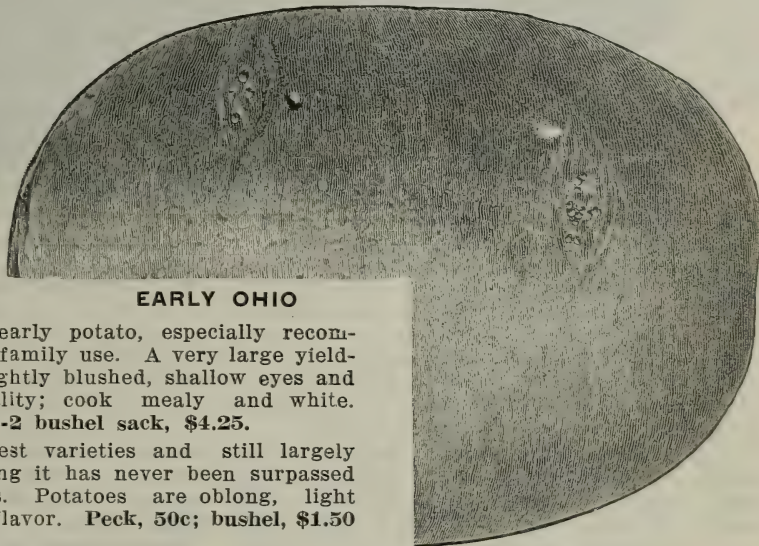 EARLY OHIO
early potato, especially recom-
family use. A very large yield-
ghtly blushed, shallow eyes and
lity; cook mealy and white.
-2 bushel sack, $4.25.
est varieties and still largely
ng it has never been surpassed
s. Potatoes are oblong, light
flavor. Peck, 50c; bushel, $1.50